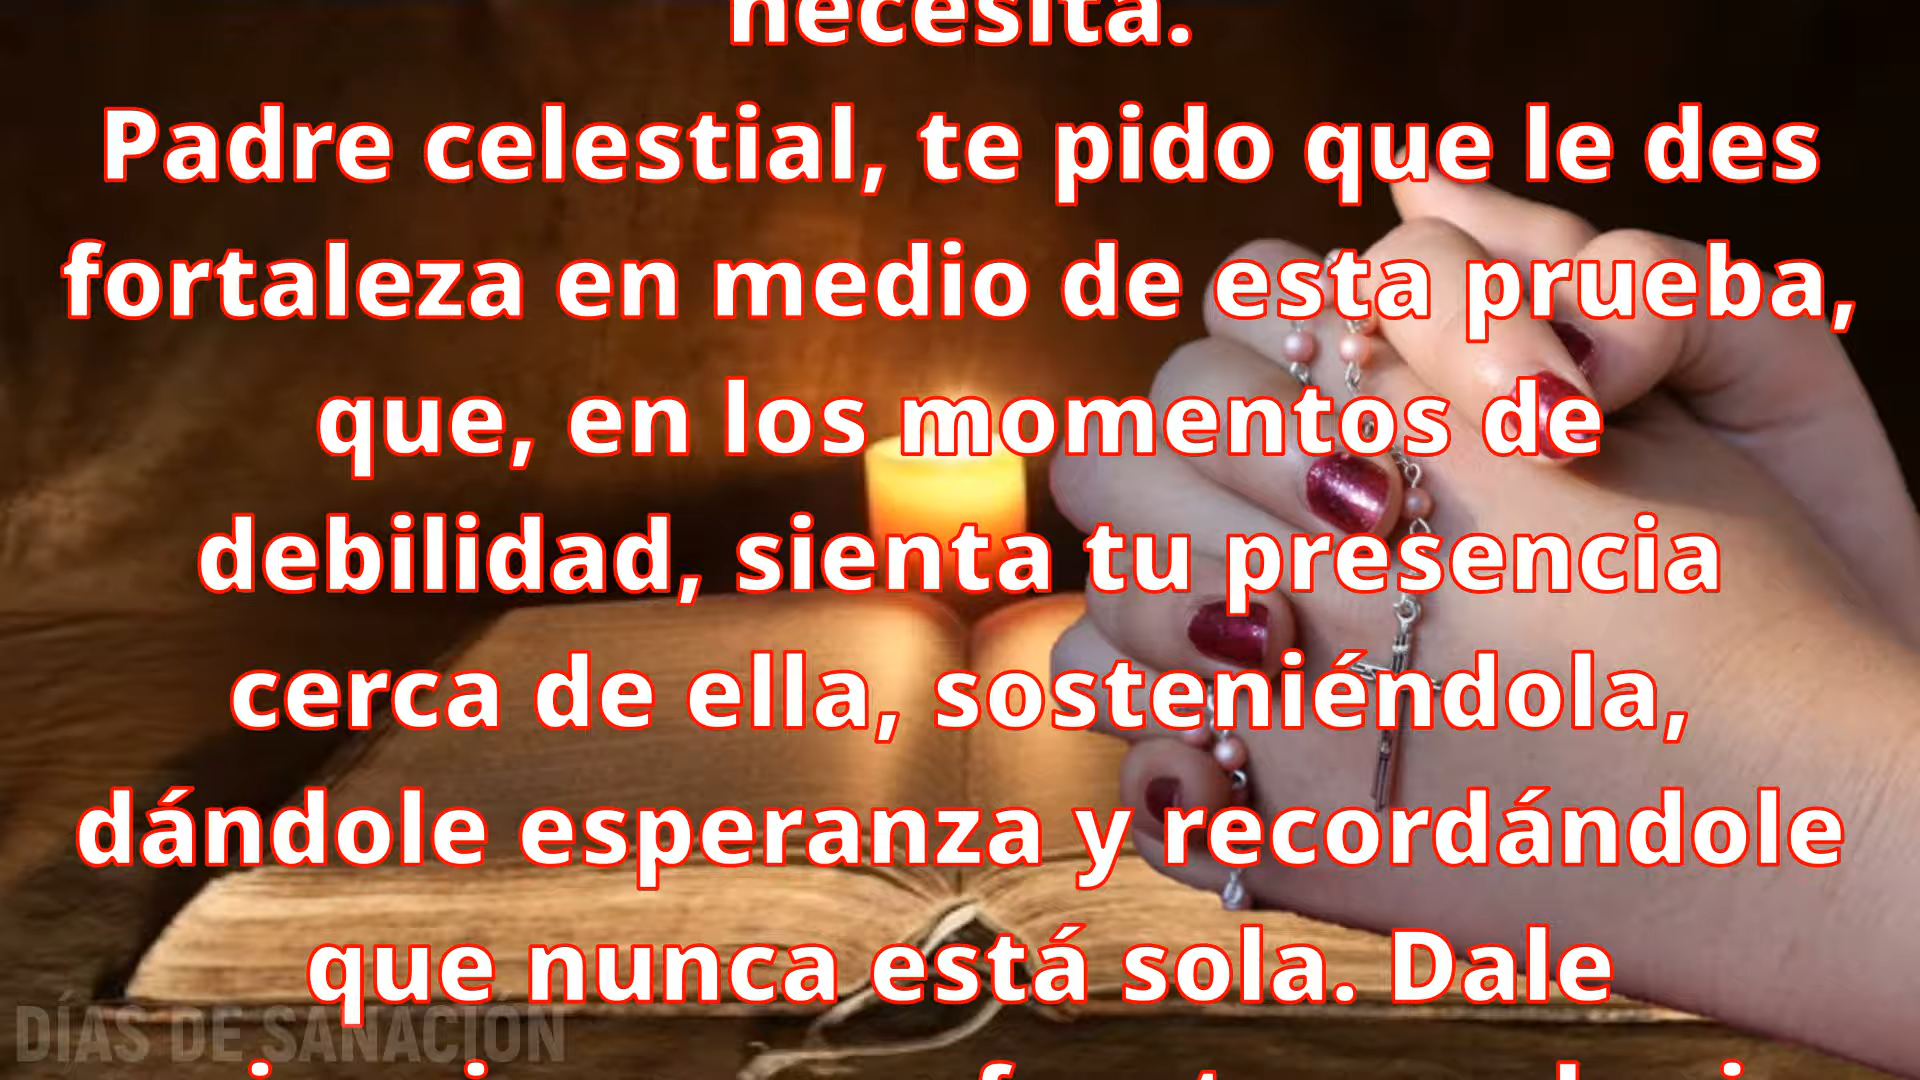 necesita.
Padre celestial, te pido que le des
fortaleza en medio de esta prueba,
que, en los momentos de
debilidad, sienta tu presencia
cerca de ella, sosteniéndola,
dándole esperanza y recordándole
que nunca está sola. Dale
DÍAS DE SANACIÓN